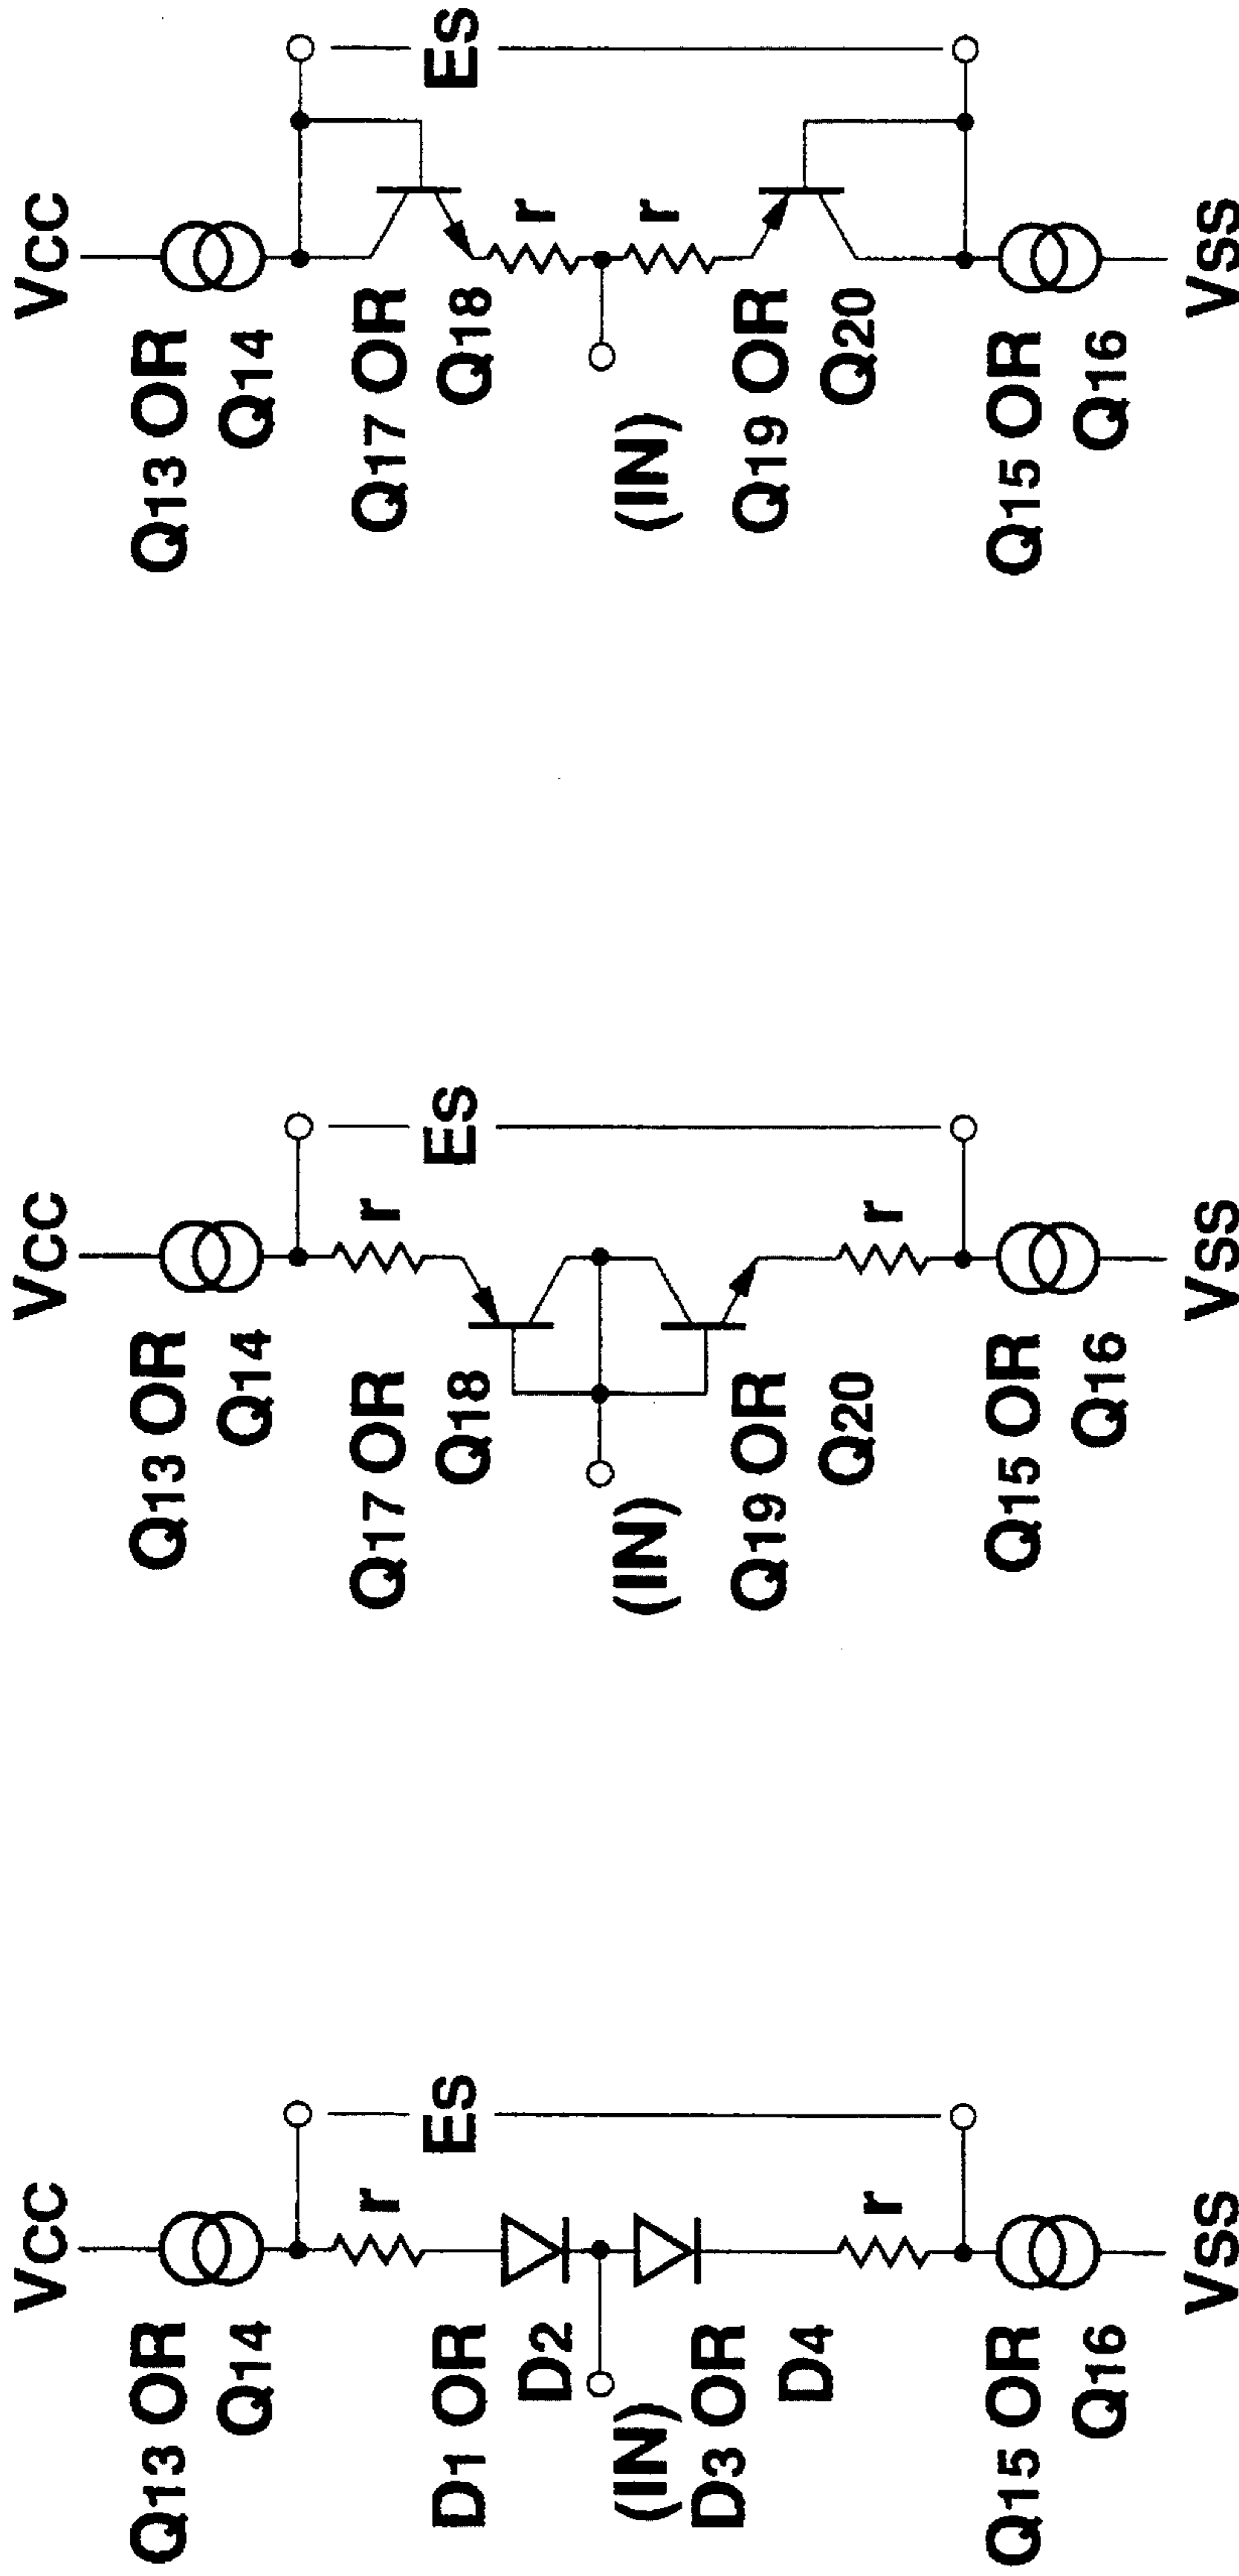 VCC
Q13 OR
Q14
r
ES
D1 OR
D2
(IN)
D3 OR
D4
r
Q15 OR
Q16
VSS
VCC
Q13 OR
Q14
r
ES
Q17 OR
Q18
(IN)
Q19 OR
Q20
r
Q15 OR
Q16
VSS
VCC
Q13 OR
Q14
ES
Q17 OR
Q18
r
(IN)
r
Q19 OR
Q20
Q15 OR
Q16
VSS